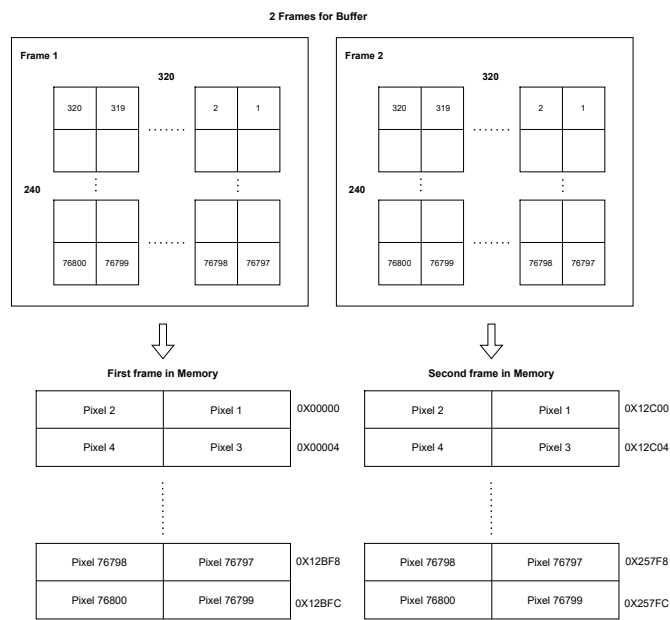 2 Frames for Buffer
Frame 1
320
320 319 ....... 2 1
240
76800 76799 ....... 76798 76797
Frame 2
320
320 319 ....... 2 1
240
76800 76799 ....... 76798 76797
First frame in Memory
Pixel 2 Pixel 1 0X00000
Pixel 4 Pixel 3 0X00004
Pixel 76798 Pixel 76797 0X12BF8
Pixel 76800 Pixel 76799 0X12BFC
Second frame in Memory
Pixel 2 Pixel 1 0X12C00
Pixel 4 Pixel 3 0X12C04
Pixel 76798 Pixel 76797 0X257F8
Pixel 76800 Pixel 76799 0X257FC